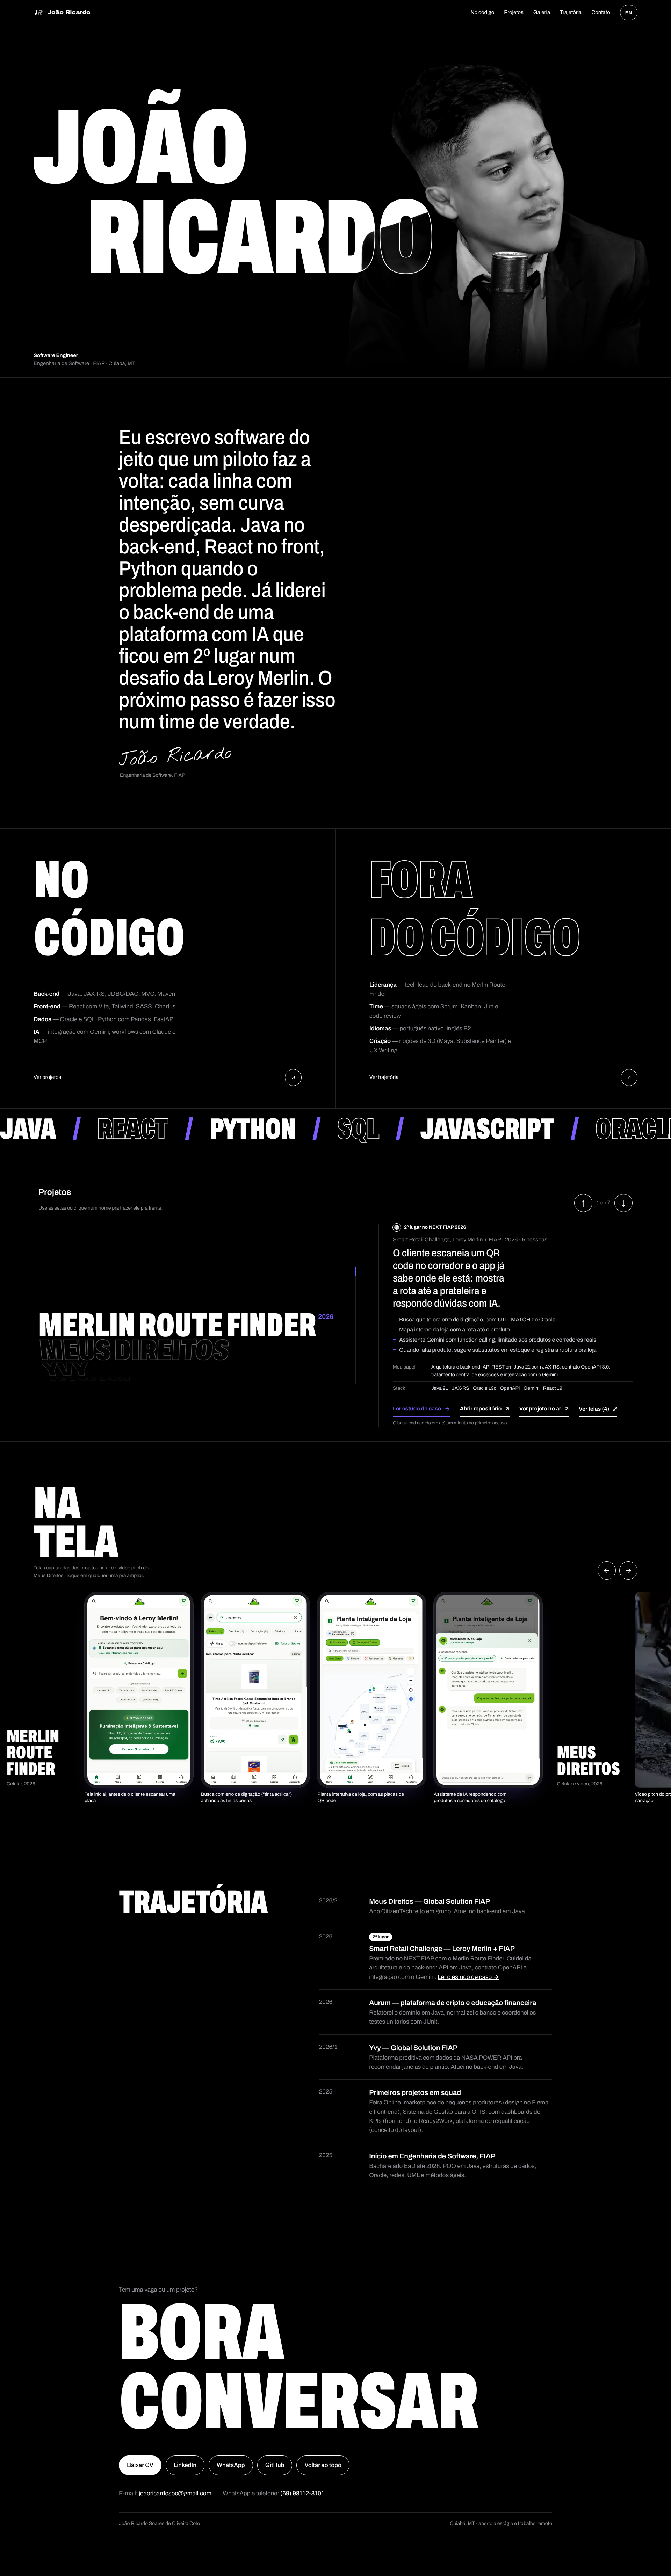 JR João Ricardo
No código
Projetos
Galeria
Trajetória
Contato
EN
JOÃO
RICARDO
Software Engineer
Engenharia de Software · FIAP · Cuiabá, MT
Eu escrevo software do
jeito que um piloto faz a
volta: cada linha com
intenção, sem curva
desperdiçada. Java no
back-end, React no front,
Python quando o
problema pede. Já liderei
o back-end de uma
plataforma com IA que
ficou em 2º lugar num
desafio da Leroy Merlin. O
próximo passo é fazer isso
num time de verdade.
João Ricardo
Engenharia de Software, FIAP
NO
CÓDIGO
Back-end — Java, JAX-RS, JDBC/DAO, MVC, Maven
Front-end — React com Vite, Tailwind, SASS, Chart.js
Dados — Oracle e SQL, Python com Pandas, FastAPI
IA — integração com Gemini, workflows com Claude e
MCP
Ver projetos
FORA
DO CÓDIGO
Liderança — tech lead do back-end no Merlin Route
Finder
Time — squads ágeis com Scrum, Kanban, Jira e
code review
Idiomas — português nativo, inglês B2
Criação — noções de 3D (Maya, Substance Painter) e
UX Writing
Ver trajetória
JAVA / REACT / PYTHON / SQL / JAVASCRIPT / ORACLE
Projetos
Use as setas ou clique num nome pra trazer ele pra frente.
1 de 7
MERLIN ROUTE FINDER 2026
MEUS DIREITOS
YVY
2º lugar no NEXT FIAP 2026
Smart Retail Challenge, Leroy Merlin + FIAP · 2026 · 5 pessoas
O cliente escaneia um QR
code no corredor e o app já
sabe onde ele está: mostra
a rota até a prateleira e
responde dúvidas com IA.
Busca que tolera erro de digitação, com UTL_MATCH do Oracle
Mapa interno da loja com a rota até o produto
Assistente Gemini com function calling, limitado aos produtos e corredores reais
Quando falta produto, sugere substitutos em estoque e registra a ruptura pra loja
Meu papel
Arquitetura e back-end: API REST em Java 21 com JAX-RS, contrato OpenAPI 3.0,
tratamento central de exceções e integração com o Gemini.
Stack
Java 21 · JAX-RS · Oracle 19c · OpenAPI · Gemini · React 19
Ler estudo de caso →
Abrir repositório ↗
Ver projeto no ar ↗
Ver telas (4)
O back-end acorda em até um minuto no primeiro acesso.
NA
TELA
Telas capturadas dos projetos no ar e o vídeo pitch do
Meus Direitos. Toque em qualquer uma pra ampliar.
MERLIN
ROUTE
FINDER
Celular, 2026
Bem-vindo à Leroy Merlin!
Iluminação Inteligente & Sustentável
Tela inicial, antes de o cliente escanear uma
placa
Resultados para "tinta acrilca"
R$ 79,90
Busca com erro de digitação ("tinta acrilca")
achando as tintas certas
Planta Inteligente da Loja
Planta interativa da loja, com as placas de
QR code
Planta Inteligente da Loja
Assistente de IA respondendo com
produtos e corredores do catálogo
MEUS
DIREITOS
Celular e vídeo, 2026
Vídeo pitch do pr
narração
TRAJETÓRIA
2026/2
Meus Direitos — Global Solution FIAP
App CitizenTech feito em grupo. Atuei no back-end em Java.
2026
2º lugar
Smart Retail Challenge — Leroy Merlin + FIAP
Premiado no NEXT FIAP com o Merlin Route Finder. Cuidei da
arquitetura e do back-end: API em Java, contrato OpenAPI e
integração com o Gemini. Ler o estudo de caso →
2026
Aurum — plataforma de cripto e educação financeira
Refatorei o domínio em Java, normalizei o banco e coordenei os
testes unitários com JUnit.
2026/1
Yvy — Global Solution FIAP
Plataforma preditiva com dados da NASA POWER API pra
recomendar janelas de plantio. Atuei no back-end em Java.
2025
Primeiros projetos em squad
Feira Online, marketplace de pequenos produtores (design no Figma
e front-end); Sistema de Gestão para a OTIS, com dashboards de
KPIs (front-end); e Ready2Work, plataforma de requalificação
(conceito do layout).
2025
Início em Engenharia de Software, FIAP
Bacharelado EaD até 2028. POO em Java, estruturas de dados,
Oracle, redes, UML e métodos ágeis.
Tem uma vaga ou um projeto?
BORA
CONVERSAR
Baixar CV
LinkedIn
WhatsApp
GitHub
Voltar ao topo
E-mail: joaoricardosoc@gmail.com
WhatsApp e telefone: (69) 98112-3101
João Ricardo Soares de Oliveira Coto
Cuiabá, MT · aberto a estágio e trabalho remoto